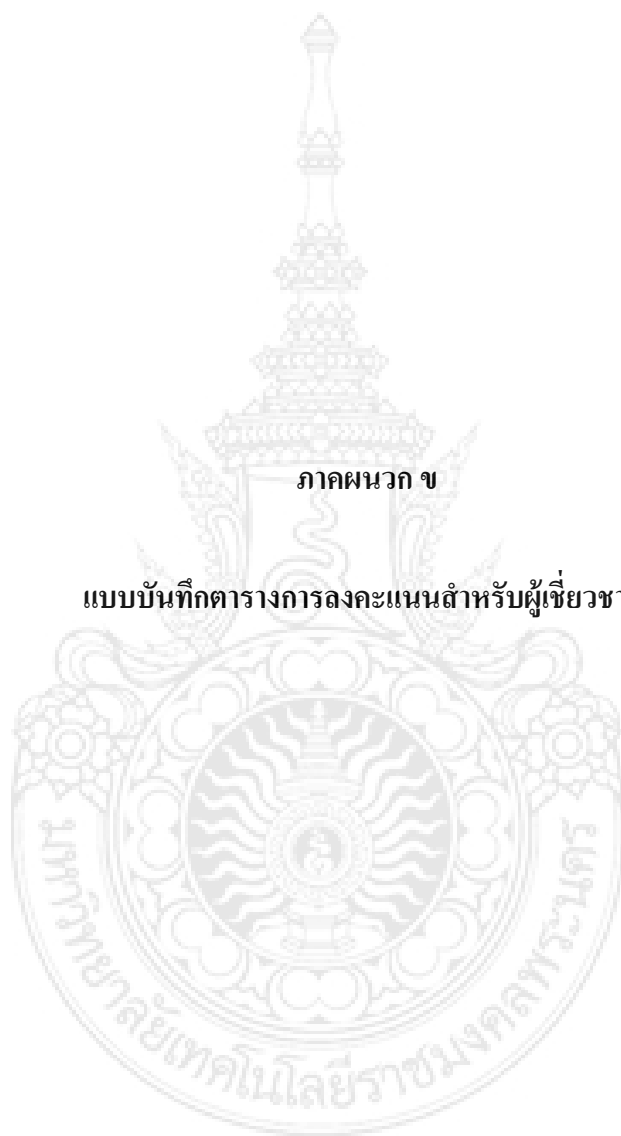 ภาคผนวก ข
แบบบันทึกตารางการลงคะแนนสำหรับผู้เชี่ยวชา
มหาวิทยาลัยเทคโนโลยีราชมงคลพระนคร